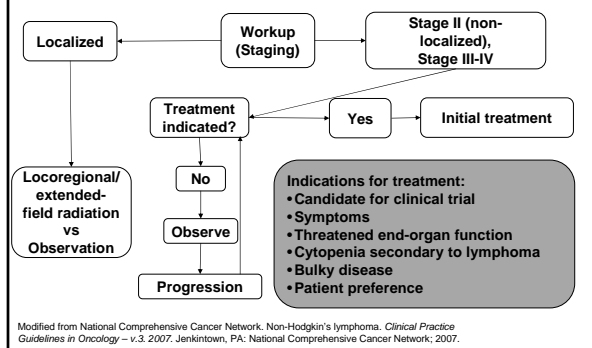 Localized
Workup
(Staging)
Stage II (non-
localized),
Stage III-IV
Treatment
indicated?
Yes
Initial treatment
Locoregional/
extended-
field radiation
vs
Observation
No
Observe
Progression
Indications for treatment:
•Candidate for clinical trial
•Symptoms
•Threatened end-organ function
•Cytopenia secondary to lymphoma
•Bulky disease
•Patient preference
Modified from National Comprehensive Cancer Network. Non-Hodgkin's lymphoma. Clinical Practice
Guidelines in Oncology – v.3. 2007. Jenkintown, PA: National Comprehensive Cancer Network; 2007.